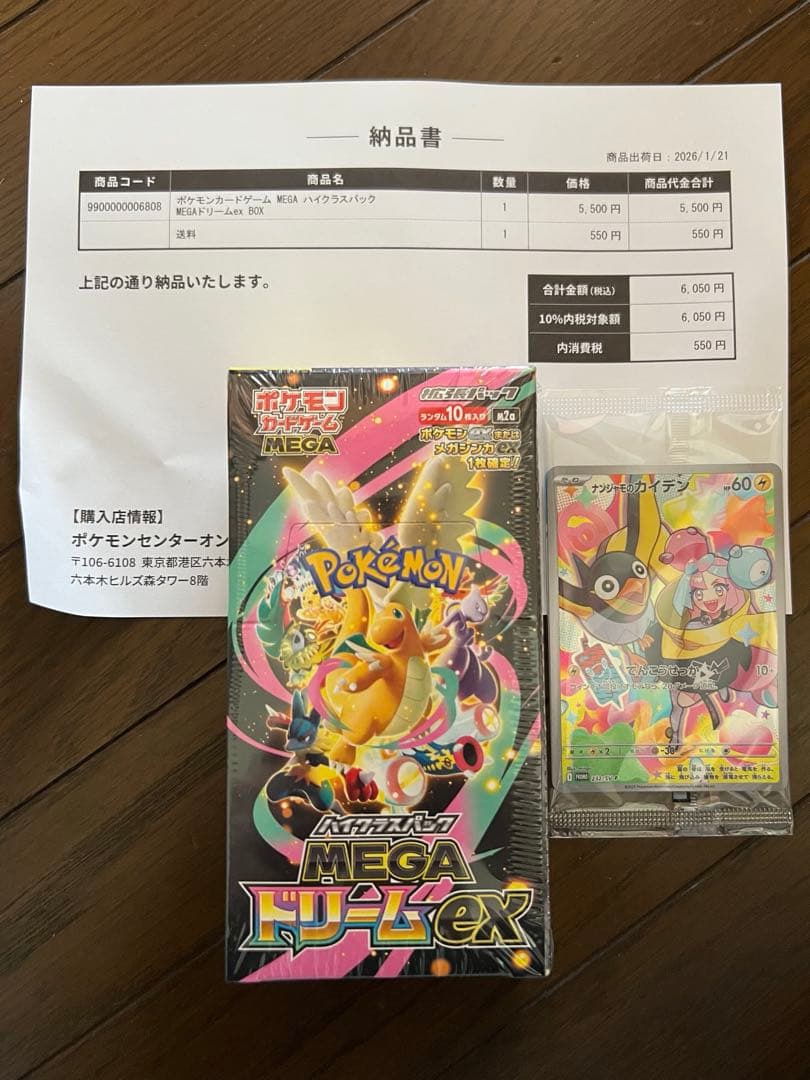 納品書
商品出荷日：2026/1/21
商品コード 商品名 数量 価格 商品代金合計
9900000006808 ポケモンカードゲーム MEGA ハイクラスパック 1 5,500 円 5,500 円
MEGAドリームex BOX
送料 1 550 円 550 円
上記の通り納品いたします。
合計金額(税込) 6,050 円
10%内税対象額 6,050 円
内消費税 550 円
【購入店情報】
ポケモンセンターオン
〒106-6108 東京都港区六本
六本木ヒルズ森タワー8階
ポケモン
カードゲーム
MEGA
拡張パック
ランダム10枚入り M2a
ポケモンexまたは
メガシンカex
1枚確定!
POKéMON
ハイクラスパック
MEGA
ドリームex
ナンジャモのカイデン HP60
でんこうせっか 10+
×2 -30 にげる
PROMO 232/SV-P